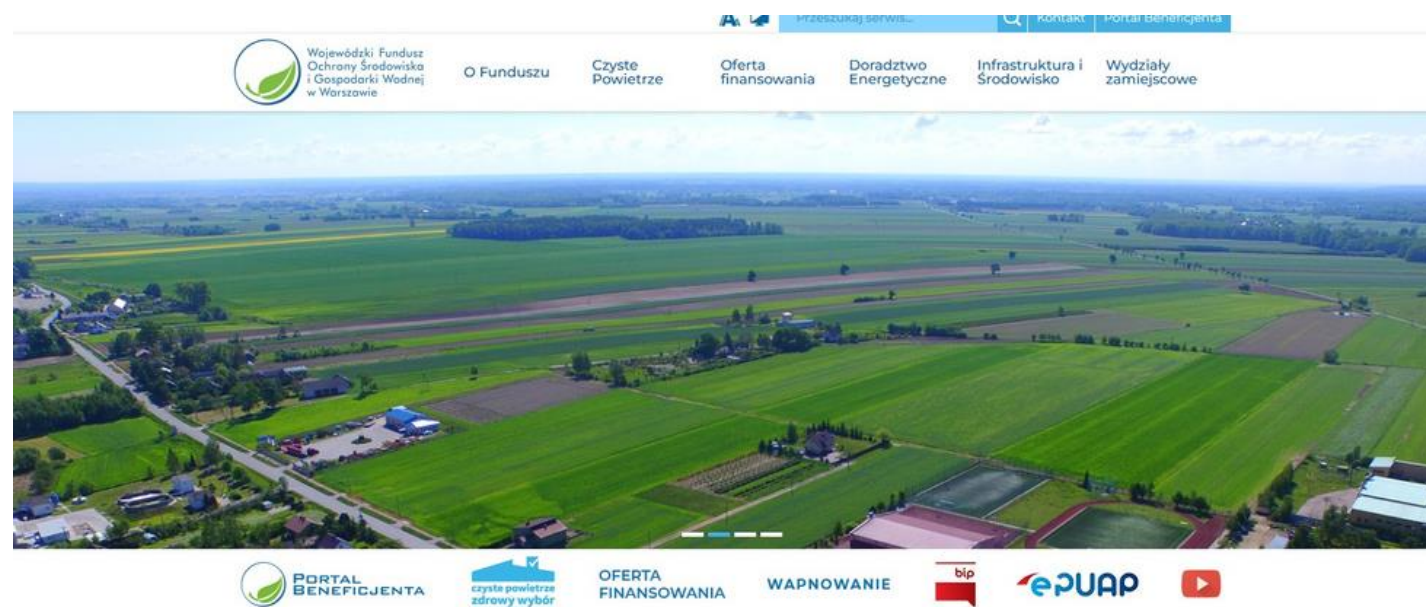 A Przeszukaj serwis... Kontakt Portal Beneficjenta
Wojewódzki Fundusz
Ochrony Środowiska
i Gospodarki Wodnej
w Warszawie
O Funduszu
Czyste
Powietrze
Oferta
finansowania
Doradztwo
Energetyczne
Infrastruktura i
Środowisko
Wydziały
zamiejscowe
PORTAL
BENEFICJENTA
czyste powietrze
zdrowy wybór
OFERTA
FINANSOWANIA
WAPNOWANIE
bip
ePUAP